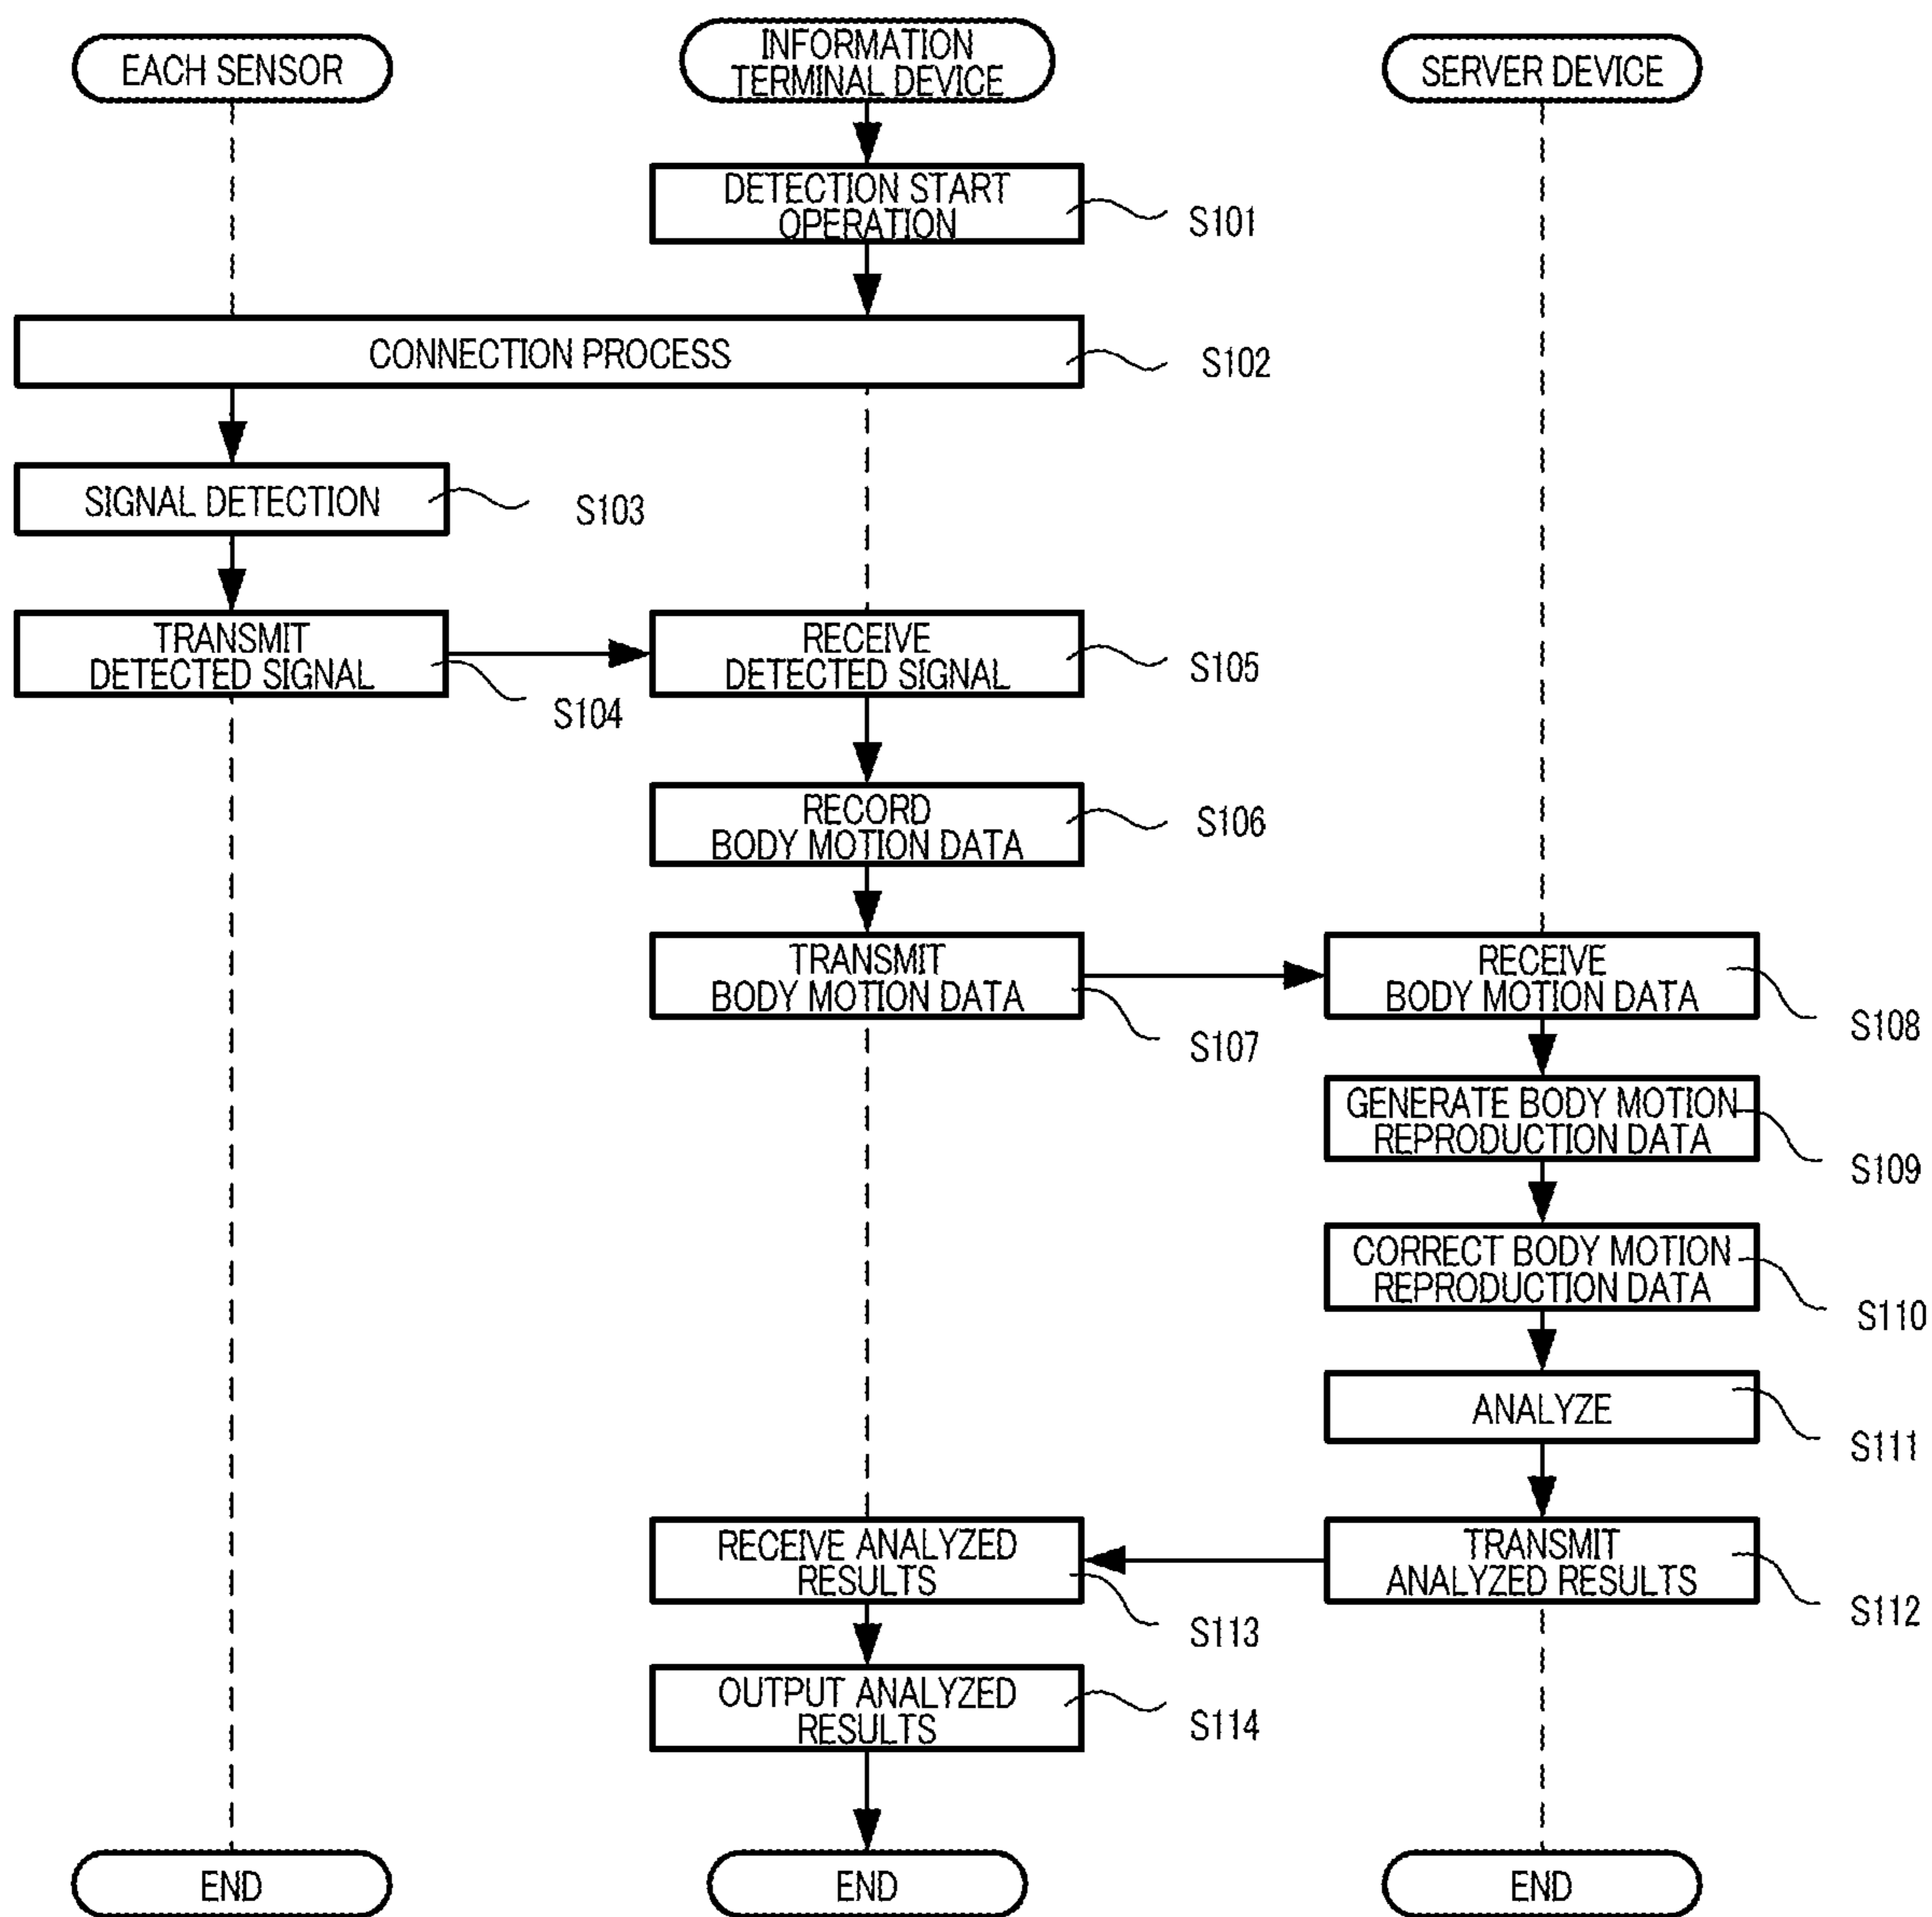 EACH SENSOR
INFORMATION
TERMINAL DEVICE
SERVER DEVICE
DETECTION START
OPERATION
S101
CONNECTION PROCESS
S102
SIGNAL DETECTION
S103
TRANSMIT
DETECTED SIGNAL
S104
RECEIVE
DETECTED SIGNAL
S105
RECORD
BODY MOTION DATA
S106
TRANSMIT
BODY MOTION DATA
S107
RECEIVE
BODY MOTION DATA
S108
GENERATE BODY MOTION
REPRODUCTION DATA
S109
CORRECT BODY MOTION
REPRODUCTION DATA
S110
ANALYZE
S111
TRANSMIT
ANALYZED RESULTS
S112
RECEIVE ANALYZED
RESULTS
S113
OUTPUT ANALYZED
RESULTS
S114
END
END
END